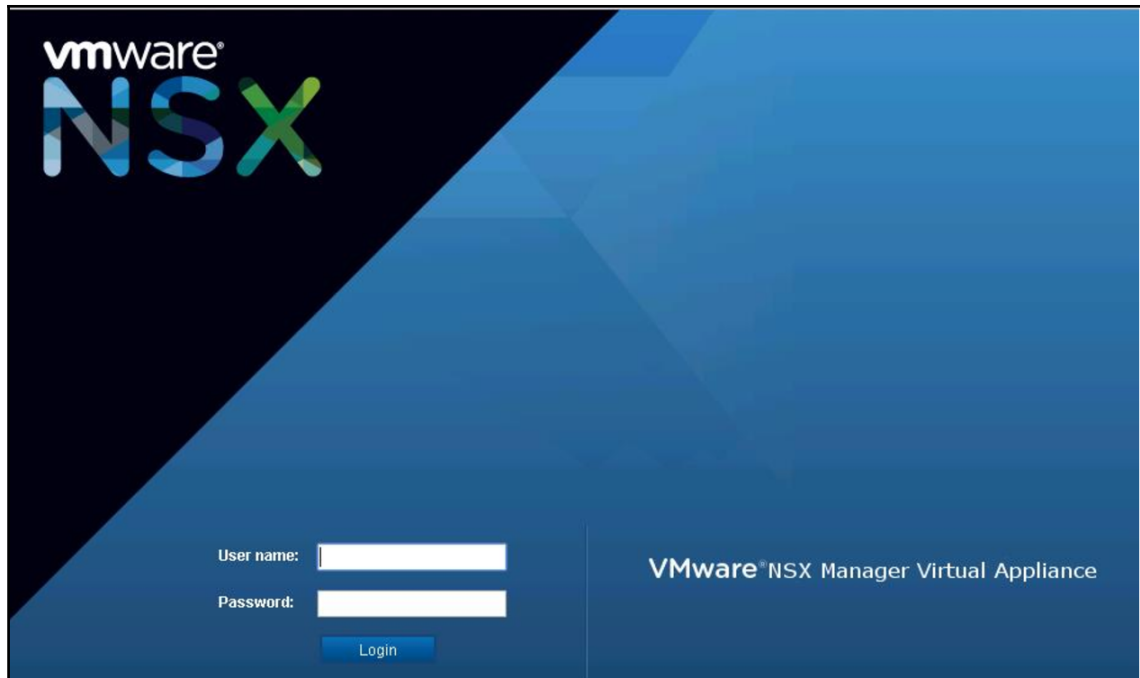 vmware®
NSX
User name:
VMware® NSX Manager Virtual Appliance
Password:
Login